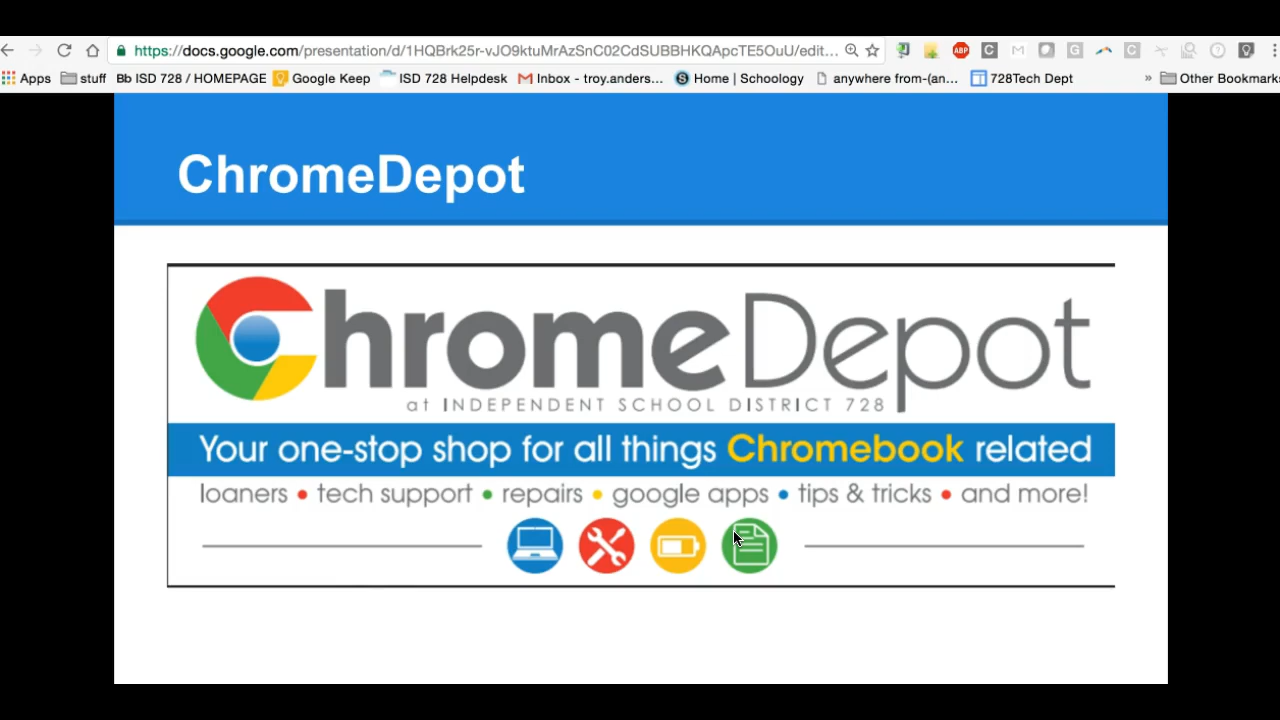 https://docs.google.com/presentation/d/1HQBrk25r-vJO9ktuMrAzSnC02CdSUBBHKQApcTE5OuU/edit...
Apps stuff Bb ISD 728 / HOMEPAGE Google Keep ISD 728 Helpdesk Inbox - troy.anders... Home | Schoology anywhere from-(an... 728Tech Dept » Other Bookmarks
ChromeDepot
ChromeDepot
at INDEPENDENT SCHOOL DISTRICT 728
Your one-stop shop for all things Chromebook related
loaners • tech support • repairs • google apps • tips & tricks • and more!